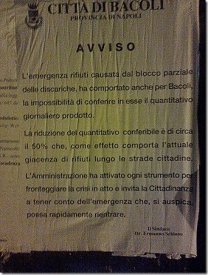 CITTÀ DI BACOLI
PROVINCIA DI NAPOLI
AVVISO
L'emergenza rifiuti causata dal blocco parziale
delle discariche, ha comportato anche per Bacoli,
la impossibilità di conferire in esse il quantitativo
giornaliero prodotto.
La riduzione del quantitativo conferibile è di circa
il 50% che, come effetto comporta l'attuale
giacenza di rifiuti lungo le strade cittadine.
L'Amministrazione ha attivato ogni strumento per
fronteggiare la crisi in atto e invita la Cittadinanza
a tener conto dell'emergenza che, si auspica,
possa rapidamente rientrare.
Il Sindaco
Dr. Ermanno Schiano